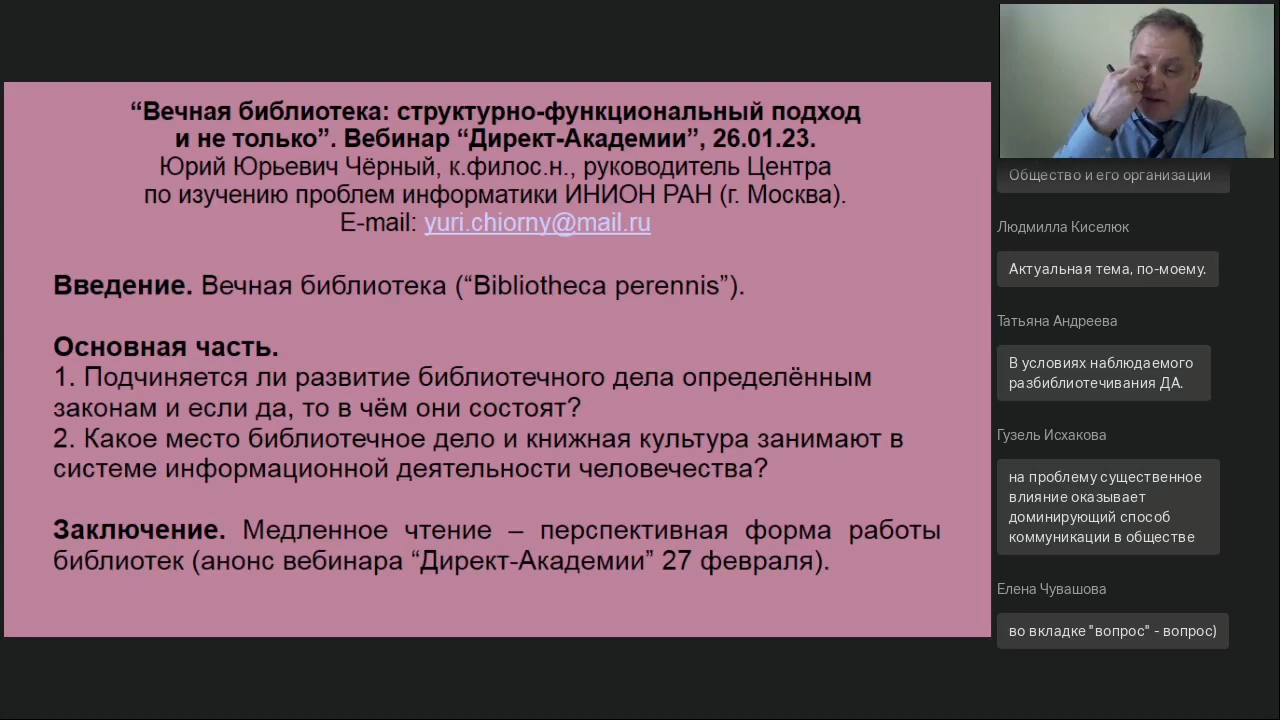 “Вечная библиотека: структурно-функциональный подход
и не только”. Вебинар “Директ-Академии”, 26.01.23.
Юрий Юрьевич Чёрный, к.филос.н., руководитель Центра
по изучению проблем информатики ИНИОН РАН (г. Москва).
E-mail: yuri.chiorny@mail.ru
Введение. Вечная библиотека (“Bibliotheca perennis”).
Основная часть.
1. Подчиняется ли развитие библиотечного дела определённым
законам и если да, то в чём они состоят?
2. Какое место библиотечное дело и книжная культура занимают в
системе информационной деятельности человечества?
Заключение. Медленное чтение – перспективная форма работы
библиотек (анонс вебинара “Директ-Академии” 27 февраля).
Общество и его организации
Людмилла Киселюк
Актуальная тема, по-моему.
Татьяна Андреева
В условиях наблюдаемого
разбиблиотечивания ДА.
Гузель Исхакова
на проблему существенное
влияние оказывает
доминирующий способ
коммуникации в обществе
Елена Чувашова
во вкладке "вопрос" - вопрос)